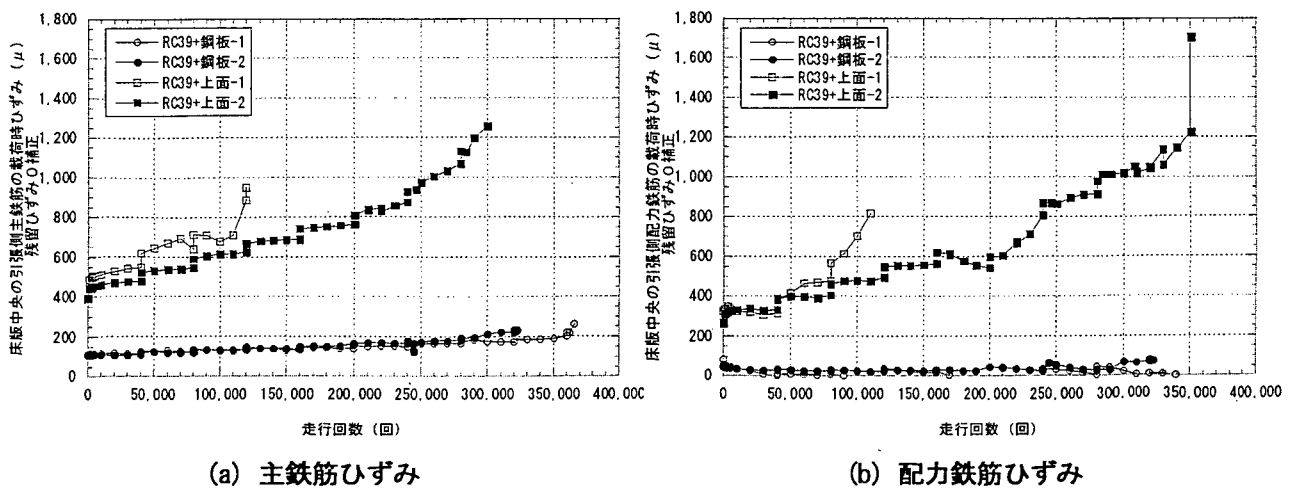 床版中央の引張側主鉄筋の載荷時ひずみ (μ)
残留ひずみ0補正
1,800
1,600
1,400
1,200
1,000
800
600
400
200
0
RC39+鋼板-1
RC39+鋼板-2
RC39+上面-1
RC39+上面-2
0 50,000 100,000 150,000 200,000 250,000 300,000 350,000 400,000
走行回数 (回)
(a) 主鉄筋ひずみ
床版中央の引張側配力鉄筋の載荷時ひずみ (μ)
残留ひずみ0補正
1,800
1,600
1,400
1,200
1,000
800
600
400
200
0
RC39+鋼板-1
RC39+鋼板-2
RC39+上面-1
RC39+上面-2
0 50,000 100,000 150,000 200,000 250,000 300,000 350,000 400,000
走行回数 (回)
(b) 配力鉄筋ひずみ